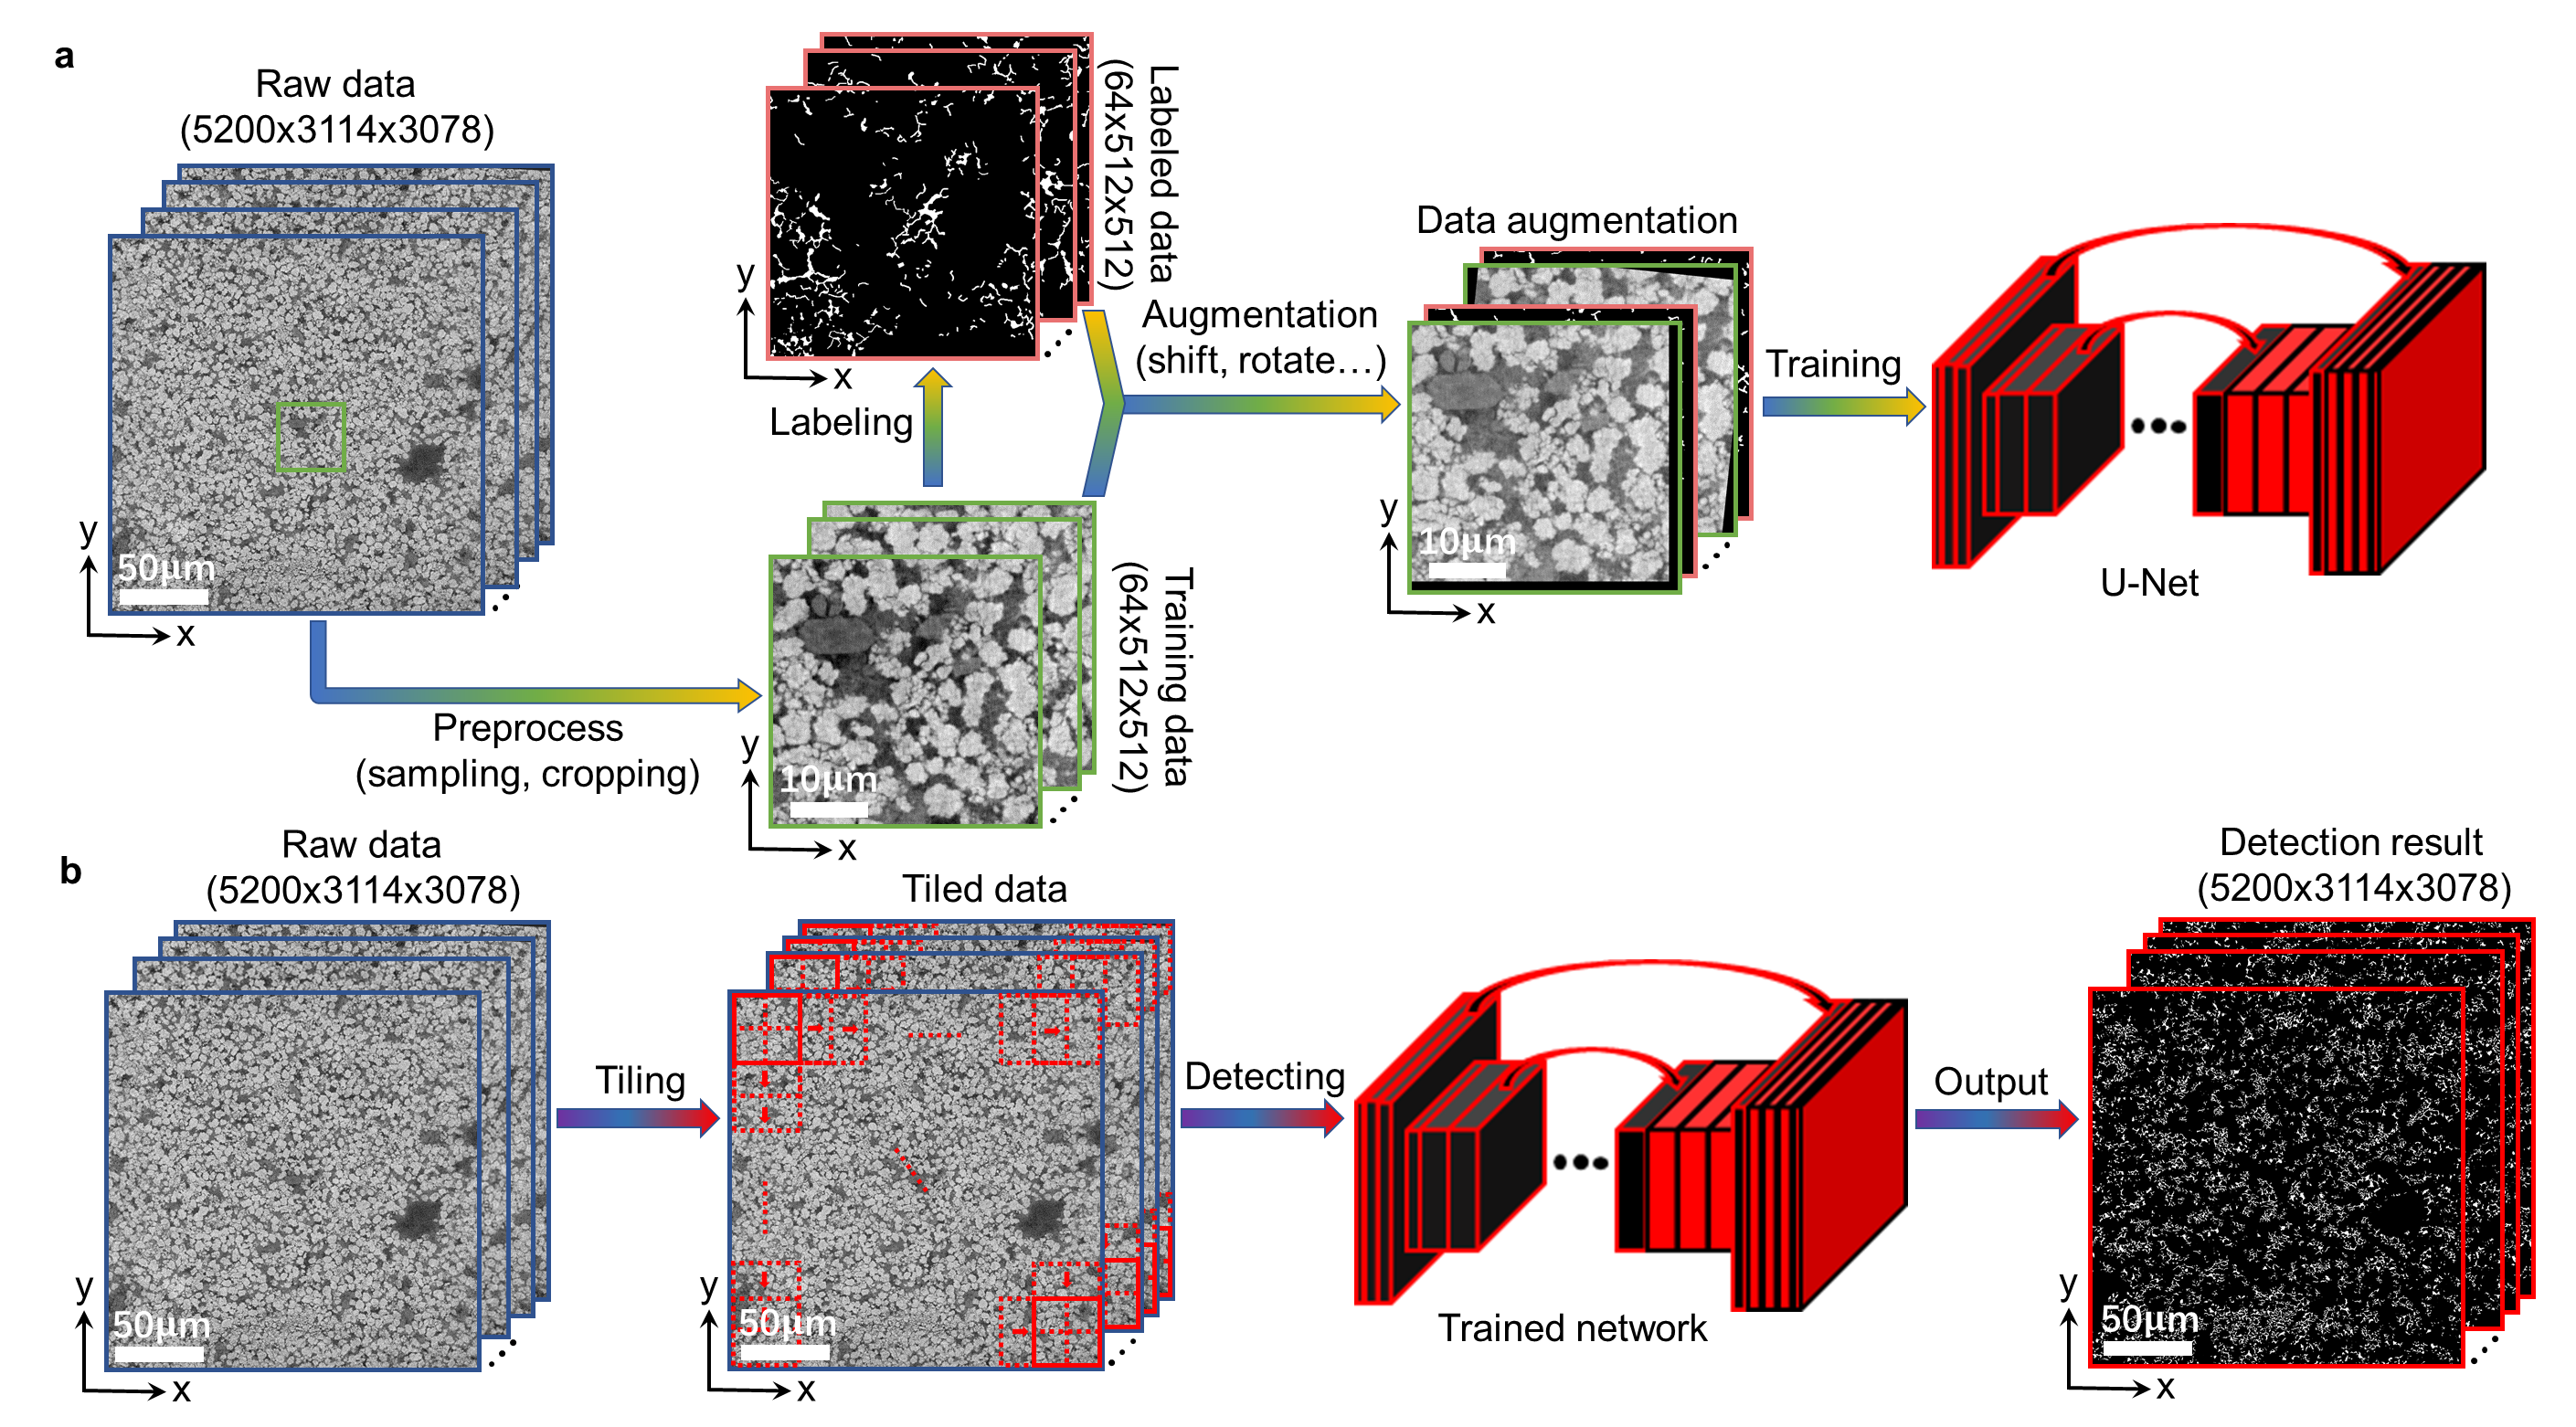 a
Raw data
(5200x3114x3078)
50μm
y
x
Preprocess
(sampling, cropping)
Labeled data
(64x512x512)
y
x
Labeling
Training data
(64x512x512)
10μm
y
x
Augmentation
(shift, rotate…)
Data augmentation
10μm
y
x
Training
U-Net
b
Raw data
(5200x3114x3078)
50μm
y
x
Tiling
Tiled data
50μm
y
x
Detecting
Trained network
Output
Detection result
(5200x3114x3078)
50μm
y
x